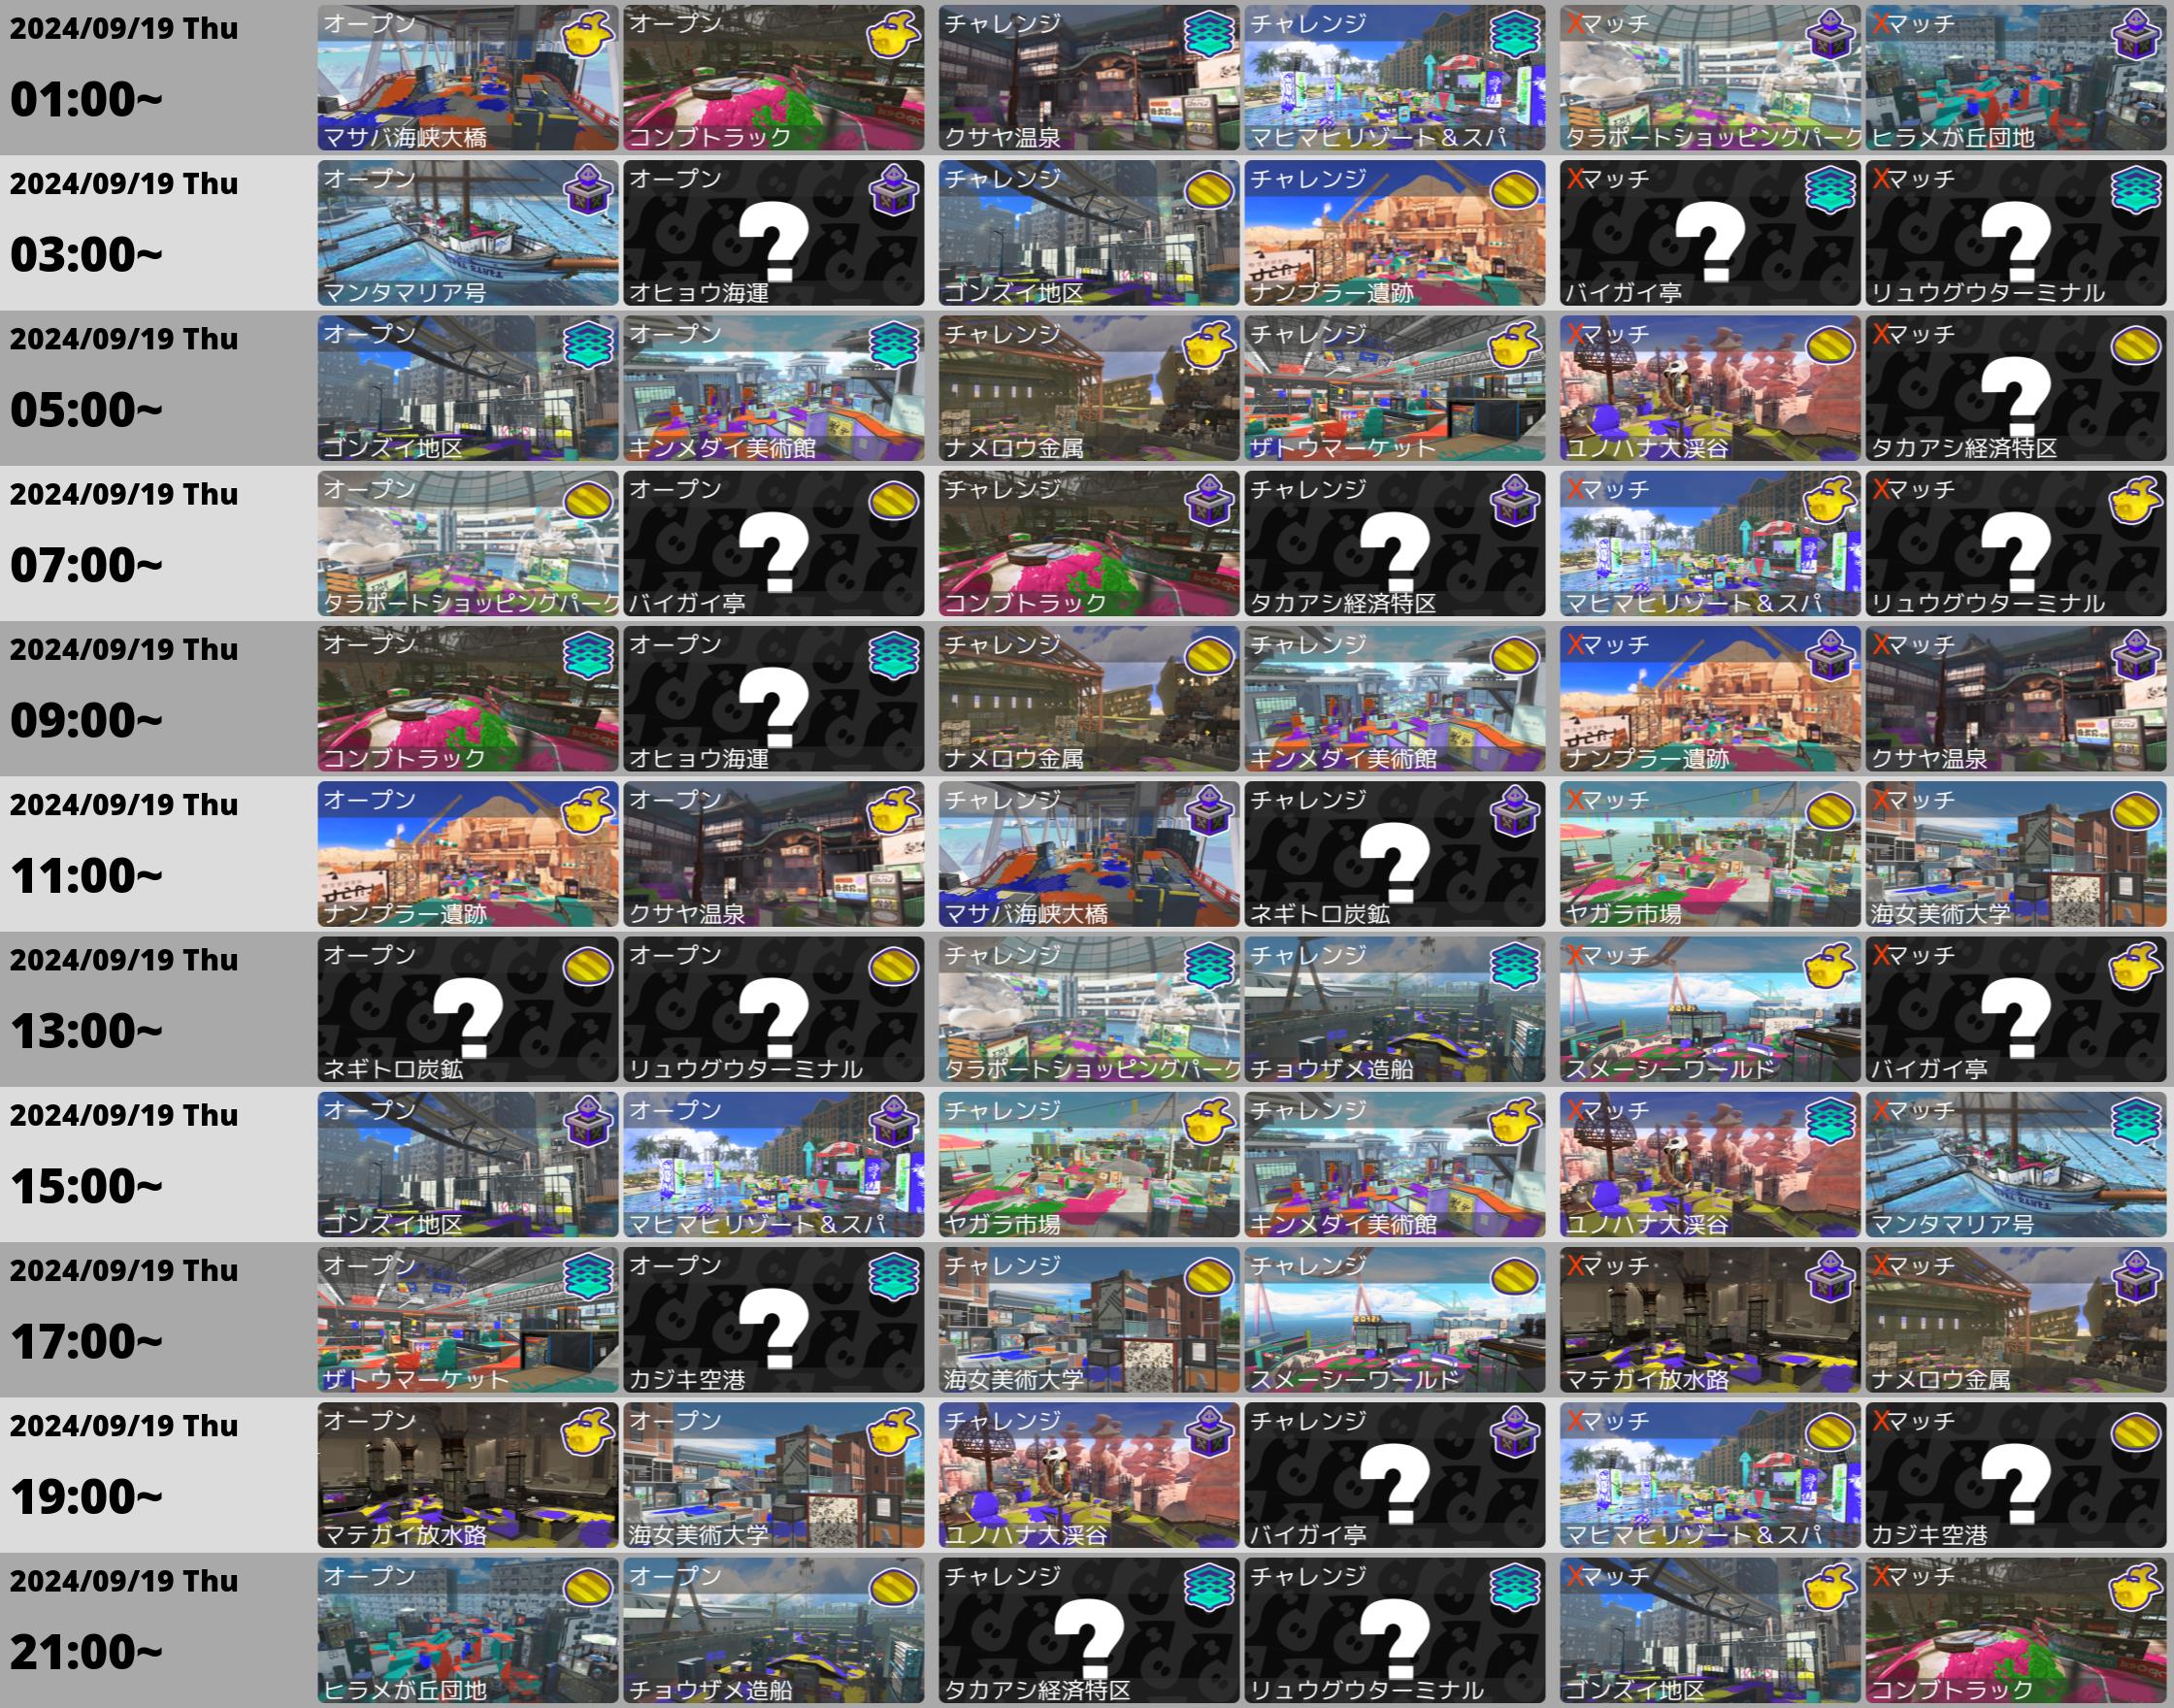 2024/09/19 Thu
01:00~
オープン
マサバ海峡大橋
オープン
コンブトラック
チャレンジ
クサヤ温泉
チャレンジ
マヒマヒリゾート&スパ
Xマッチ
タラポートショッピングパーク
Xマッチ
ヒラメが丘団地
2024/09/19 Thu
03:00~
オープン
マンタマリア号
オープン
オヒョウ海運
チャレンジ
ゴンズイ地区
チャレンジ
ナンプラー遺跡
Xマッチ
バイガイ亭
Xマッチ
リュウグウターミナル
2024/09/19 Thu
05:00~
オープン
ゴンズイ地区
オープン
キンメダイ美術館
チャレンジ
ナメロウ金属
チャレンジ
ザトウマーケット
Xマッチ
ユノハナ大渓谷
Xマッチ
タカアシ経済特区
2024/09/19 Thu
07:00~
オープン
タラポートショッピングパーク
オープン
バイガイ亭
チャレンジ
コンブトラック
チャレンジ
タカアシ経済特区
Xマッチ
マヒマヒリゾート&スパ
Xマッチ
リュウグウターミナル
2024/09/19 Thu
09:00~
オープン
コンブトラック
オープン
オヒョウ海運
チャレンジ
ナメロウ金属
チャレンジ
キンメダイ美術館
Xマッチ
ナンプラー遺跡
Xマッチ
クサヤ温泉
2024/09/19 Thu
11:00~
オープン
ナンプラー遺跡
オープン
クサヤ温泉
チャレンジ
マサバ海峡大橋
チャレンジ
ネギトロ炭鉱
Xマッチ
ヤガラ市場
Xマッチ
海女美術大学
2024/09/19 Thu
13:00~
オープン
ネギトロ炭鉱
オープン
リュウグウターミナル
チャレンジ
タラポートショッピングパーク
チャレンジ
チョウザメ造船
Xマッチ
スメーシーワールド
Xマッチ
バイガイ亭
2024/09/19 Thu
15:00~
オープン
ゴンズイ地区
オープン
マヒマヒリゾート&スパ
チャレンジ
ヤガラ市場
チャレンジ
キンメダイ美術館
Xマッチ
ユノハナ大渓谷
Xマッチ
マンタマリア号
2024/09/19 Thu
17:00~
オープン
ザトウマーケット
オープン
カジキ空港
チャレンジ
海女美術大学
チャレンジ
スメーシーワールド
Xマッチ
マテガイ放水路
Xマッチ
ナメロウ金属
2024/09/19 Thu
19:00~
オープン
マテガイ放水路
オープン
海女美術大学
チャレンジ
ユノハナ大渓谷
チャレンジ
バイガイ亭
Xマッチ
マヒマヒリゾート&スパ
Xマッチ
カジキ空港
2024/09/19 Thu
21:00~
オープン
ヒラメが丘団地
オープン
チョウザメ造船
チャレンジ
タカアシ経済特区
チャレンジ
リュウグウターミナル
Xマッチ
ゴンズイ地区
Xマッチ
コンブトラック